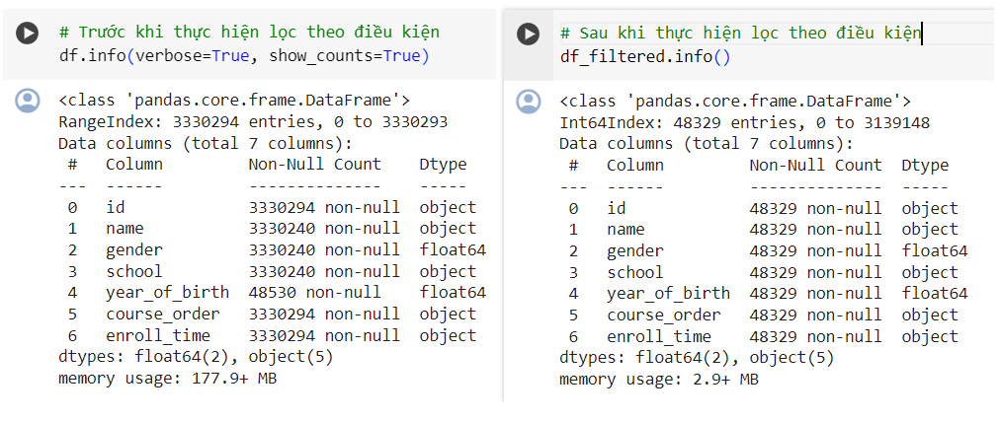 # Trước khi thực hiện lọc theo điều kiện
df.info(verbose=True, show_counts=True)
<class 'pandas.core.frame.DataFrame'>
RangeIndex: 3330294 entries, 0 to 3330293
Data columns (total 7 columns):
 #   Column         Non-Null Count    Dtype
---  ------         --------------    -----
 0   id             3330294 non-null  object
 1   name           3330240 non-null  object
 2   gender         3330240 non-null  float64
 3   school         3330240 non-null  object
 4   year_of_birth  48530 non-null    float64
 5   course_order   3330294 non-null  object
 6   enroll_time    3330294 non-null  object
dtypes: float64(2), object(5)
memory usage: 177.9+ MB
# Sau khi thực hiện lọc theo điều kiện
df_filtered.info()
<class 'pandas.core.frame.DataFrame'>
Int64Index: 48329 entries, 0 to 3139148
Data columns (total 7 columns):
 #   Column         Non-Null Count  Dtype
---  ------         --------------  -----
 0   id             48329 non-null  object
 1   name           48329 non-null  object
 2   gender         48329 non-null  float64
 3   school         48329 non-null  object
 4   year_of_birth  48329 non-null  float64
 5   course_order   48329 non-null  object
 6   enroll_time    48329 non-null  object
dtypes: float64(2), object(5)
memory usage: 2.9+ MB